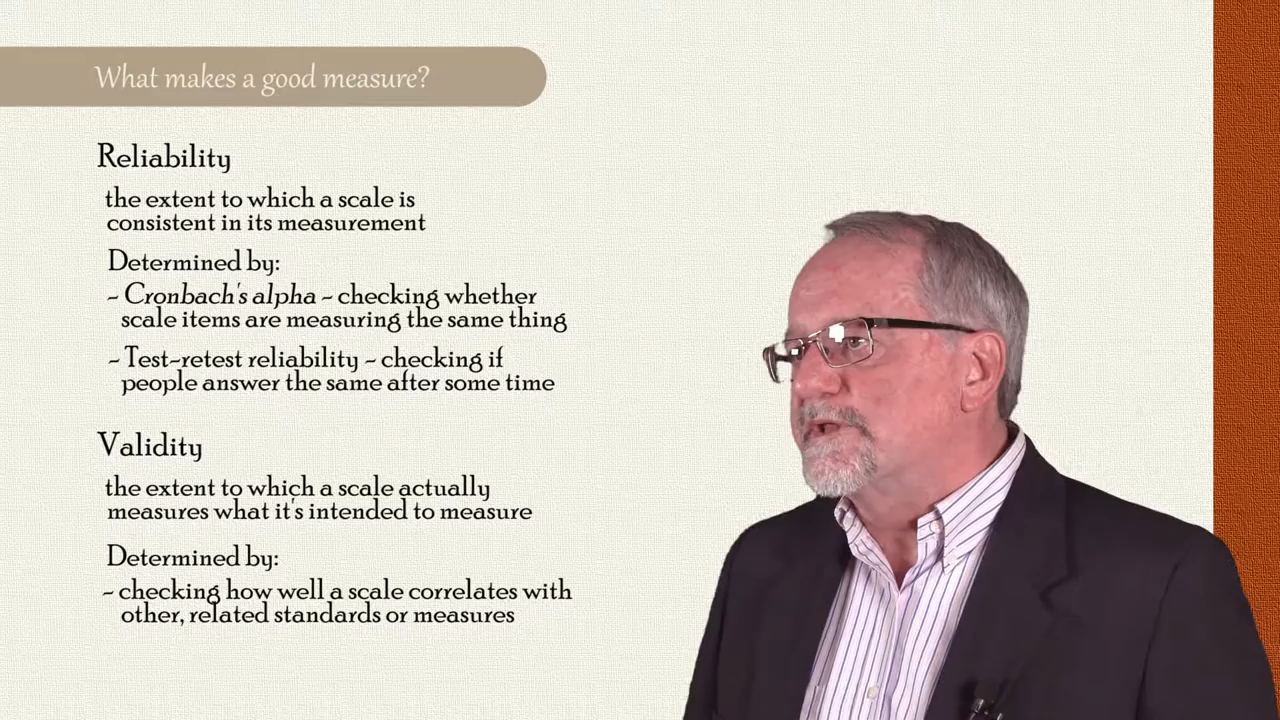 What makes a good measure?
Reliability
the extent to which a scale is
consistent in its measurement
Determined by:
- Cronbach's alpha - checking whether
scale items are measuring the same thing
- Test-retest reliability - checking if
people answer the same after some time
Validity
the extent to which a scale actually
measures what it's intended to measure
Determined by:
- checking how well a scale correlates with
other, related standards or measures